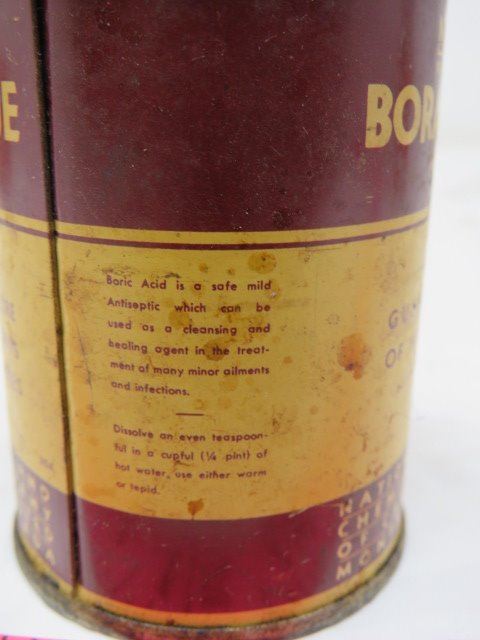 BORA
Boric Acid is a safe mild
Antiseptic which can be
used as a cleansing and
healing agent in the treat-
ment of many minor ailments
and infections.
Dissolve an even teaspoon-
ful in a cupful (¼ pint) of
hot water, use either warm
or tepid.